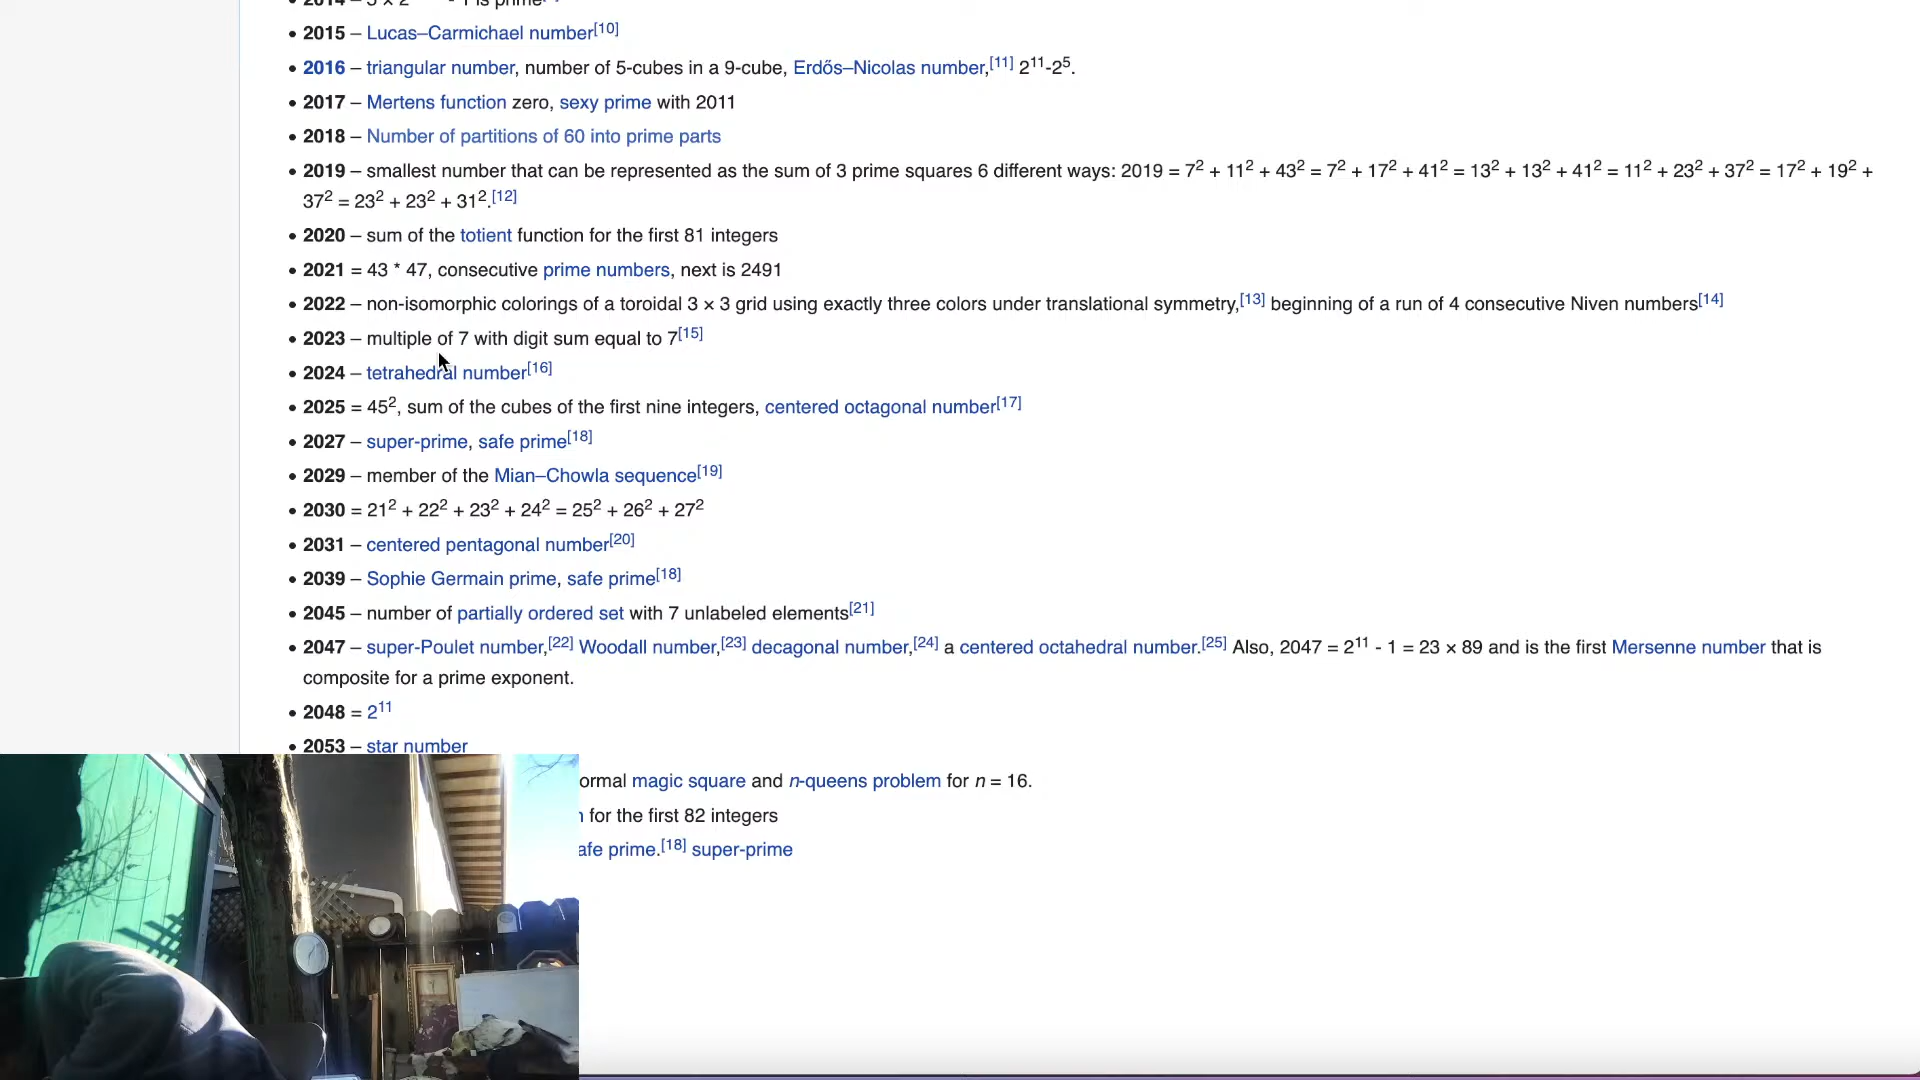 • 2015 – Lucas–Carmichael number[10]
• 2016 – triangular number, number of 5-cubes in a 9-cube, Erdős–Nicolas number,[11] 2¹¹-2⁵.
• 2017 – Mertens function zero, sexy prime with 2011
• 2018 – Number of partitions of 60 into prime parts
• 2019 – smallest number that can be represented as the sum of 3 prime squares 6 different ways: 2019 = 7² + 11² + 43² = 7² + 17² + 41² = 13² + 13² + 41² = 11² + 23² + 37² = 17² + 19² +
37² = 23² + 23² + 31².[12]
• 2020 – sum of the totient function for the first 81 integers
• 2021 = 43 * 47, consecutive prime numbers, next is 2491
• 2022 – non-isomorphic colorings of a toroidal 3 × 3 grid using exactly three colors under translational symmetry,[13] beginning of a run of 4 consecutive Niven numbers[14]
• 2023 – multiple of 7 with digit sum equal to 7[15]
• 2024 – tetrahedral number[16]
• 2025 = 45², sum of the cubes of the first nine integers, centered octagonal number[17]
• 2027 – super-prime, safe prime[18]
• 2029 – member of the Mian–Chowla sequence[19]
• 2030 = 21² + 22² + 23² + 24² = 25² + 26² + 27²
• 2031 – centered pentagonal number[20]
• 2039 – Sophie Germain prime, safe prime[18]
• 2045 – number of partially ordered set with 7 unlabeled elements[21]
• 2047 – super-Poulet number,[22] Woodall number,[23] decagonal number,[24] a centered octahedral number.[25] Also, 2047 = 2¹¹ - 1 = 23 × 89 and is the first Mersenne number that is
composite for a prime exponent.
• 2048 = 2¹¹
• 2053 – star number
ormal magic square and n-queens problem for n = 16.
for the first 82 integers
afe prime.[18] super-prime